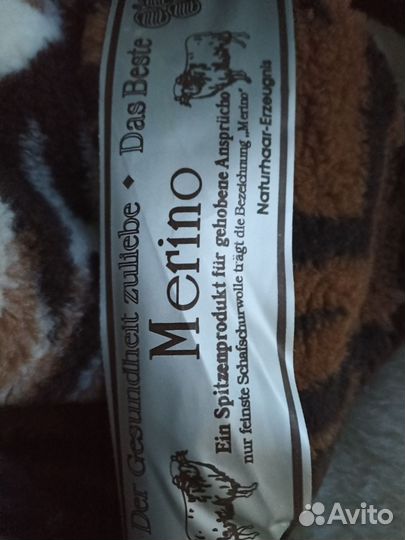 Der Gesundheit zuliebe ◆ Das Beste
Merino
Ein Spitzenprodukt für gehobene Ansprüche
nur feinste Schafschurwolle trägt die Bezeichnung „Merino"
Naturhaar-Erzeugnis
Avito